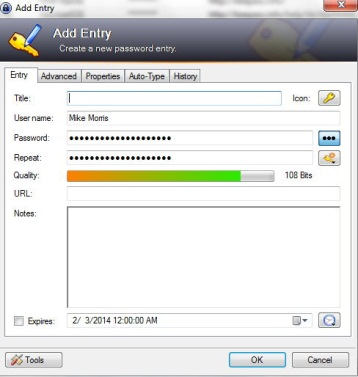 Add Entry
Add Entry
Create a new password entry.
Entry Advanced Properties Auto-Type History
Title: Icon:
User name: Mike Morris
Password: ●●●●●●●●●●●●●●●●●●●● ●●●
Repeat: ●●●●●●●●●●●●●●●●●●●●
Quality: 108 Bits
URL:
Notes:
Expires: 2/ 3/2014 12:00:00 AM
Tools OK Cancel